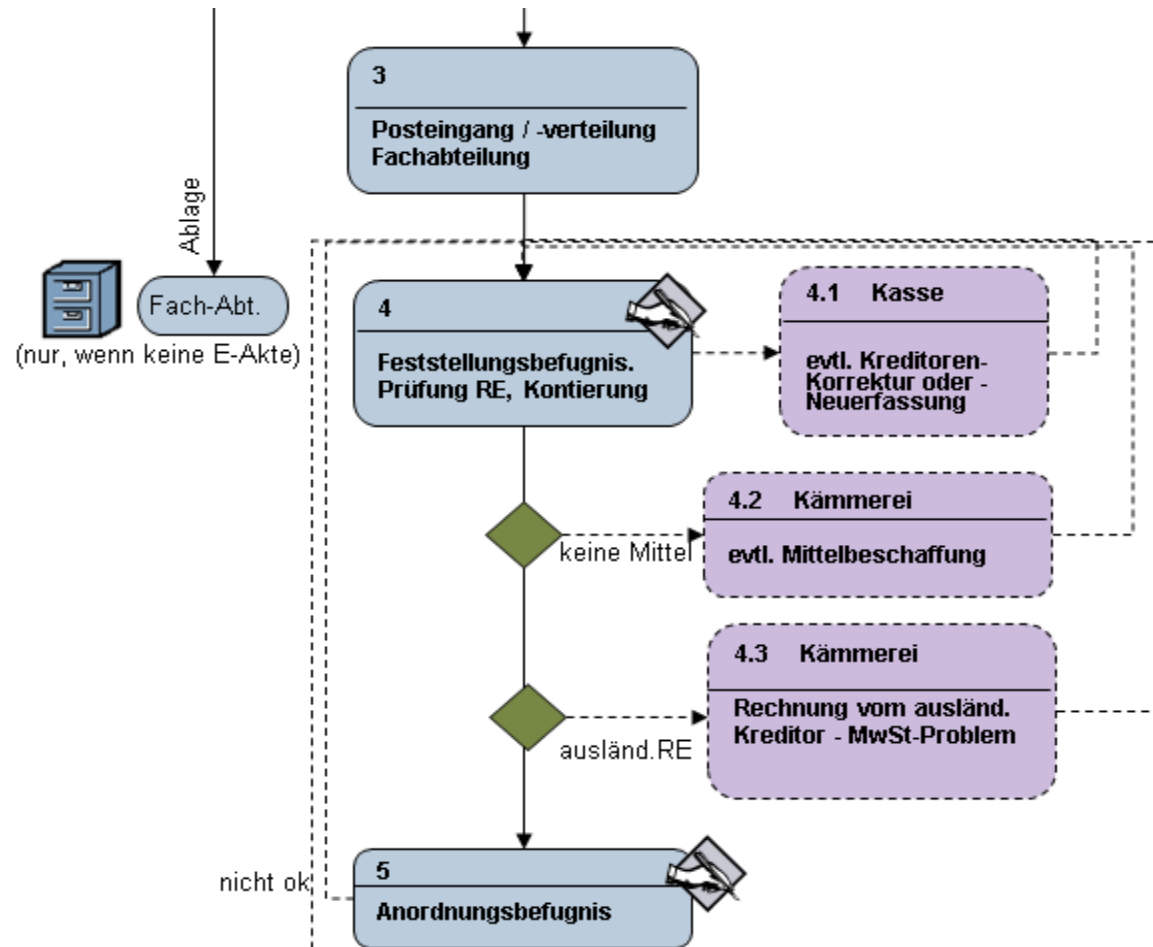 3
Posteingang / -verteilung
Fachabteilung
Ablage
Fach-Abt.
(nur, wenn keine E-Akte)
4
Feststellungsbefugnis.
Prüfung RE, Kontierung
4.1 Kasse
evtl. Kreditoren-
Korrektur oder -
Neuerfassung
keine Mittel
4.2 Kämmerei
evtl. Mittelbeschaffung
ausländ.RE
4.3 Kämmerei
Rechnung vom ausländ.
Kreditor - MwSt-Problem
nicht ok
5
Anordnungsbefugnis